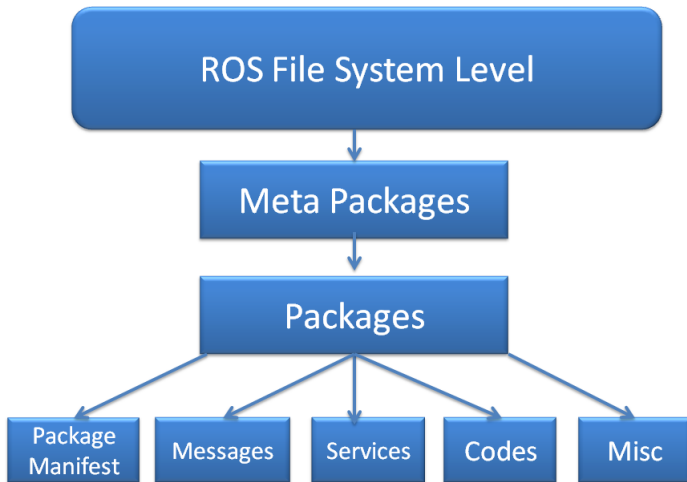 ROS File System Level
Meta Packages
Packages
Package
Manifest
Messages
Services
Codes
Misc